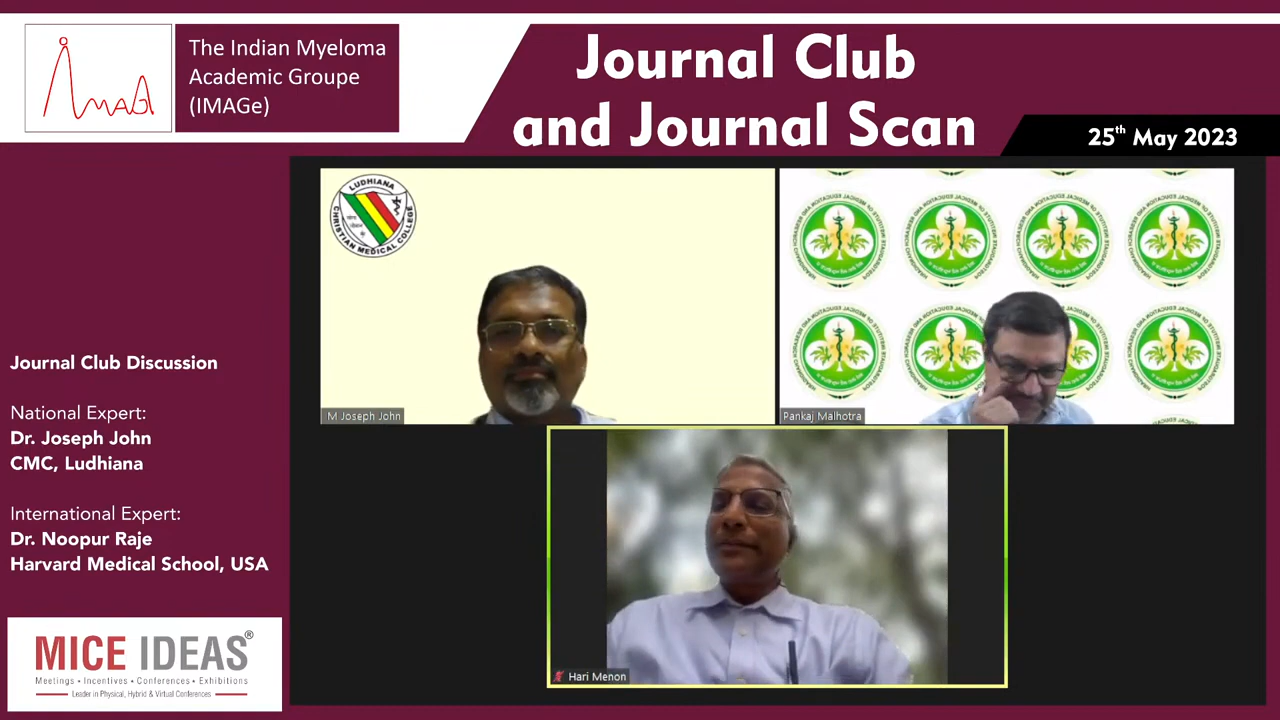 ımAG
The Indian Myeloma
Academic Groupe
(IMAGe)
Journal Club
and Journal Scan
25th May 2023
LUDHIANA
CHRISTIAN MEDICAL COLLEGE
M Joseph John
Pankaj Malhotra
Hari Menon
Journal Club Discussion
National Expert:
Dr. Joseph John
CMC, Ludhiana
International Expert:
Dr. Noopur Raje
Harvard Medical School, USA
MICE IDEAS®
Meetings • Incentives • Conferences • Exhibitions
Leader in Physical, Hybrid & Virtual Conferences